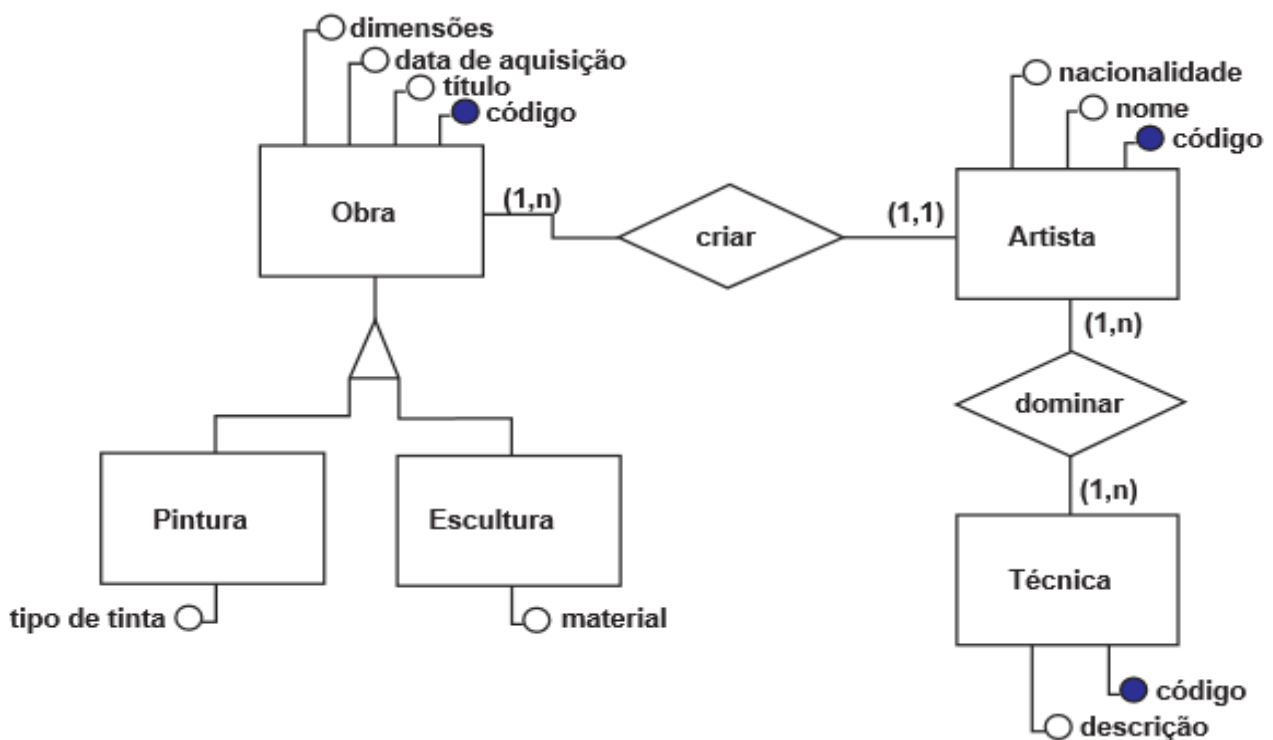 dimensões
data de aquisição
título
código
Obra
(1,n)
criar
(1,1)
nacionalidade
nome
código
Artista
(1,n)
dominar
(1,n)
Técnica
código
descrição
Pintura
tipo de tinta
Escultura
material